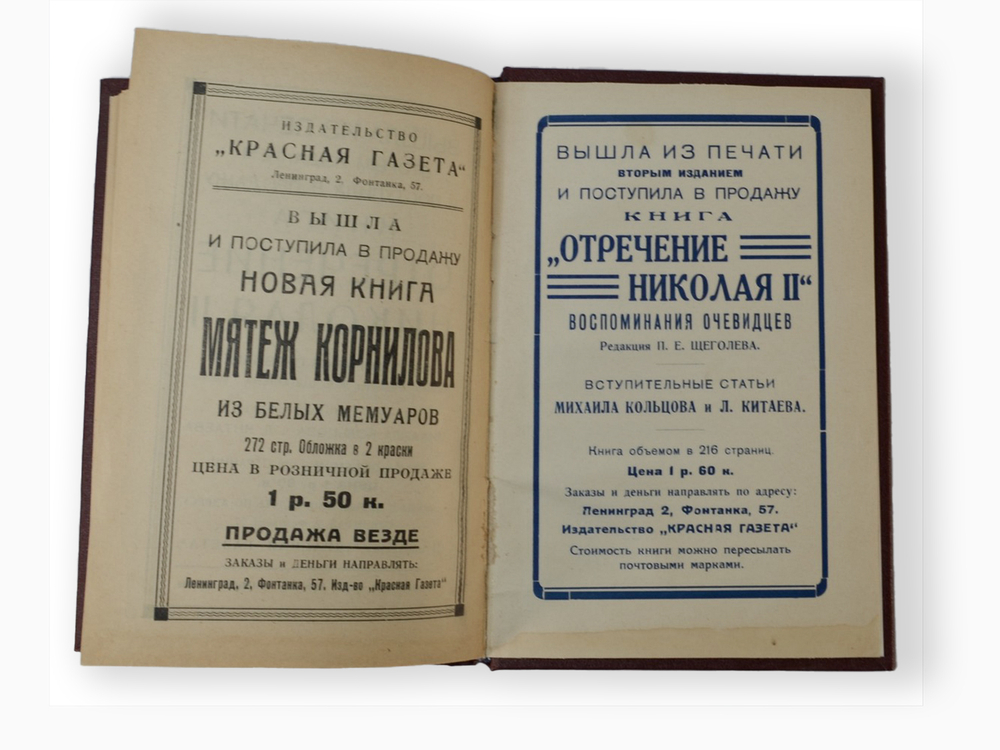 ИЗДАТЕЛЬСТВО
„КРАСНАЯ ГАЗЕТА“
Ленинград, 2. Фонтанка, 57.
ВЫШЛА
И ПОСТУПИЛА В ПРОДАЖУ
НОВАЯ КНИГА
МЯТЕЖ КОРНИЛОВА
ИЗ БЕЛЫХ МЕМУАРОВ
272 стр. Обложка в 2 краски
ЦЕНА В РОЗНИЧНОЙ ПРОДАЖЕ
1 р. 50 к.
ПРОДАЖА ВЕЗДЕ
ЗАКАЗЫ и ДЕНЬГИ НАПРАВЛЯТЬ:
Ленинград, 2, Фонтанка, 57. Изд-во „Красная Газета“
ВЫШЛА ИЗ ПЕЧАТИ
ВТОРЫМ ИЗДАНИЕМ
И ПОСТУПИЛА В ПРОДАЖУ
КНИГА
„ОТРЕЧЕНИЕ
НИКОЛАЯ II“
ВОСПОМИНАНИЯ ОЧЕВИДЦЕВ
Редакция П. Е. ЩЕГОЛЕВА.
ВСТУПИТЕЛЬНЫЕ СТАТЬИ
МИХАИЛА КОЛЬЦОВА и Л. КИТАЕВА.
Книга объемом в 216 страниц.
Цена 1 р. 60 к.
Заказы и деньги направлять по адресу:
Ленинград 2, Фонтанка, 57.
Издательство „КРАСНАЯ ГАЗЕТА“
Стоимость книги можно пересылать
почтовыми марками.